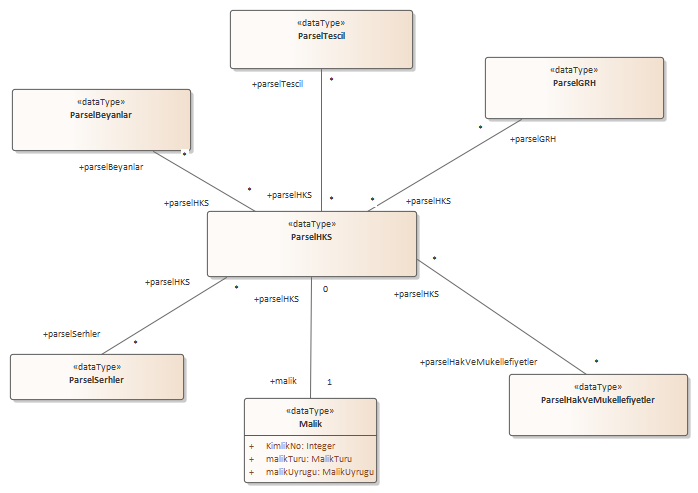 «dataType»
ParselTescil
+parselTescil
*
«dataType»
ParselGRH
*
+parselGRH
«dataType»
ParselBeyanlar
*
+parselBeyanlar
*
+parselHKS
+parselHKS
*
*
+parselHKS
«dataType»
ParselHKS
+parselHKS
*
+parselHKS
0
*
+parselHKS
+parselSerhler
*
«dataType»
ParselSerhler
+malik
1
+parselHakVeMukellefiyetler
*
«dataType»
ParselHakVeMukellefiyetler
«dataType»
Malik
+ KimlikNo: Integer
+ malikTuru: MalikTuru
+ malikUyrugu: MalikUyrugu